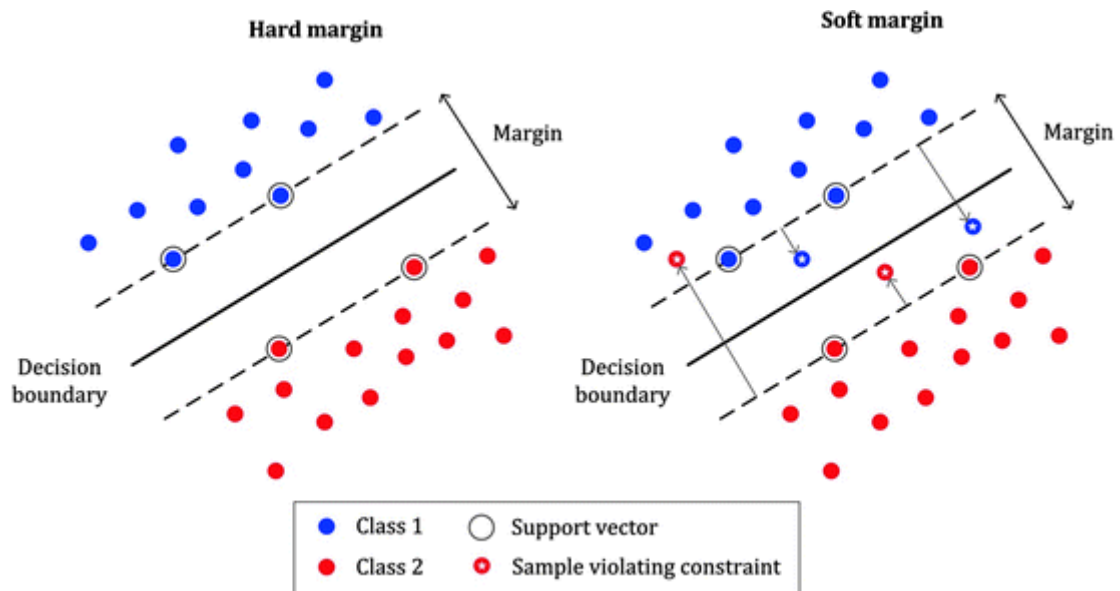 Hard margin
Margin
Decision
boundary
Soft margin
Margin
Decision
boundary
Class 1
Support vector
Class 2
Sample violating constraint